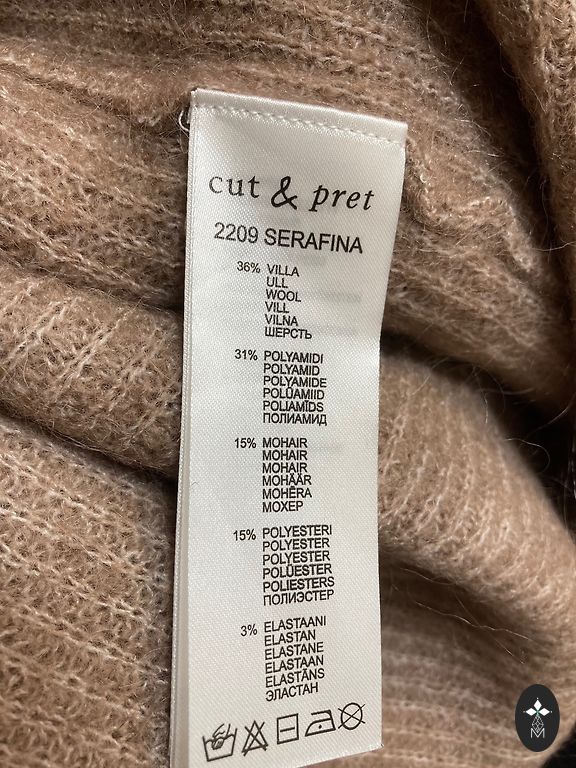 cut & pret
2209 SERAFINA
36% VILLA
ULL
WOOL
VILL
VILNA
ШЕРСТЬ
31% POLYAMIDI
POLYAMID
POLYAMIDE
POLÜAMIID
POLIAMĪDS
ПОЛИАМИД
15% MOHAIR
MOHAIR
MOHAIR
MOHÄÄR
MOHĒRA
МОХЕР
15% POLYESTERI
POLYESTER
POLYESTER
POLÜESTER
POLIESTERS
ПОЛИЭСТЕР
3% ELASTAANI
ELASTAN
ELASTANE
ELASTAAN
ELASTĀNS
ЭЛАСТАН
M